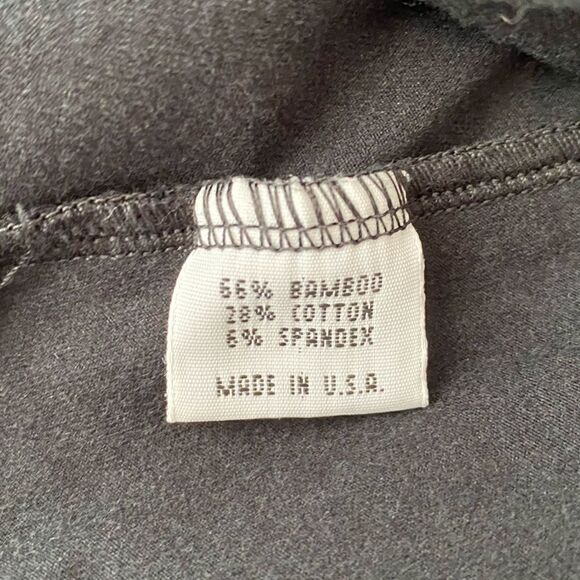 66% BAMBOO
28% COTTON
6% SPANDEX
MADE IN U.S.A.